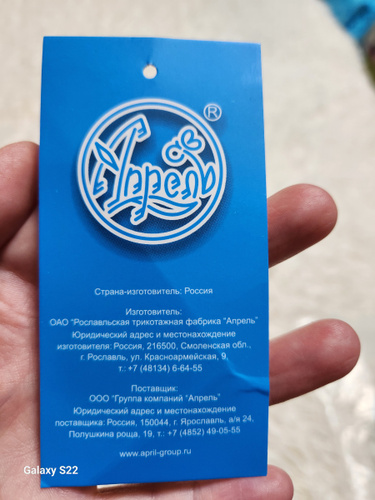 Апрель
®
Страна-изготовитель: Россия
Изготовитель:
ОАО "Рославльская трикотажная фабрика "Апрель"
Юридический адрес и местонахождение
изготовителя: Россия, 216500, Смоленская обл.,
г. Рославль, ул. Красноармейская, 9,
т.: +7 (48134) 6-64-55
Поставщик:
ООО "Группа компаний "Апрель"
Юридический адрес и местонахождение
поставщика: Россия, 150044, г. Ярославль, а/я 24,
Полушкина роща, 19, т.: +7 (4852) 49-05-55
www.april-group.ru
Galaxy S22